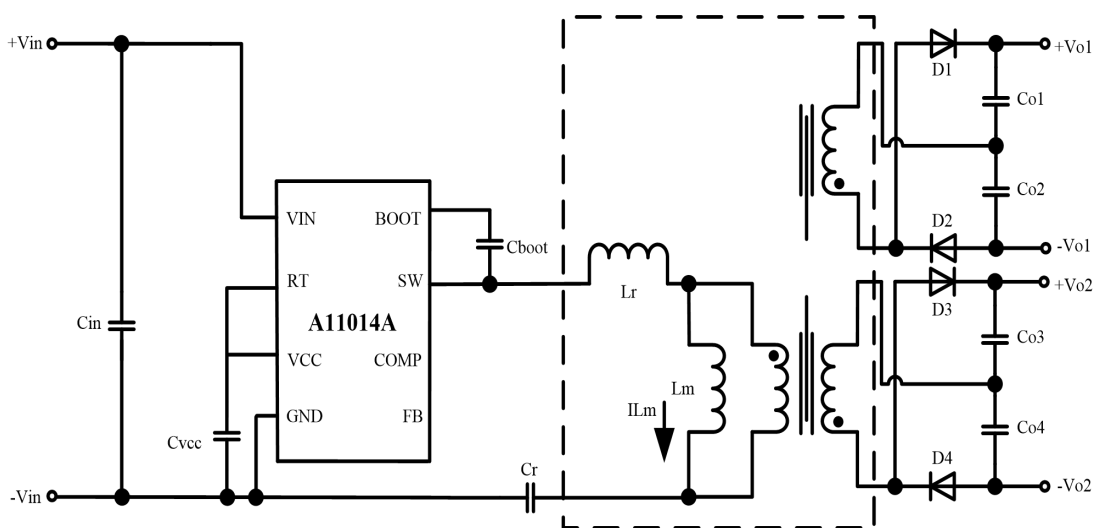 +Vin
D1
+Vo1
Co1
Co2
D2
-Vo1
VIN
BOOT
Cboot
RT
SW
Lr
D3
+Vo2
Cin
A11014A
VCC
COMP
Lm
Co3
ILm
GND
FB
Cvcc
Co4
Cr
D4
-Vin
-Vo2